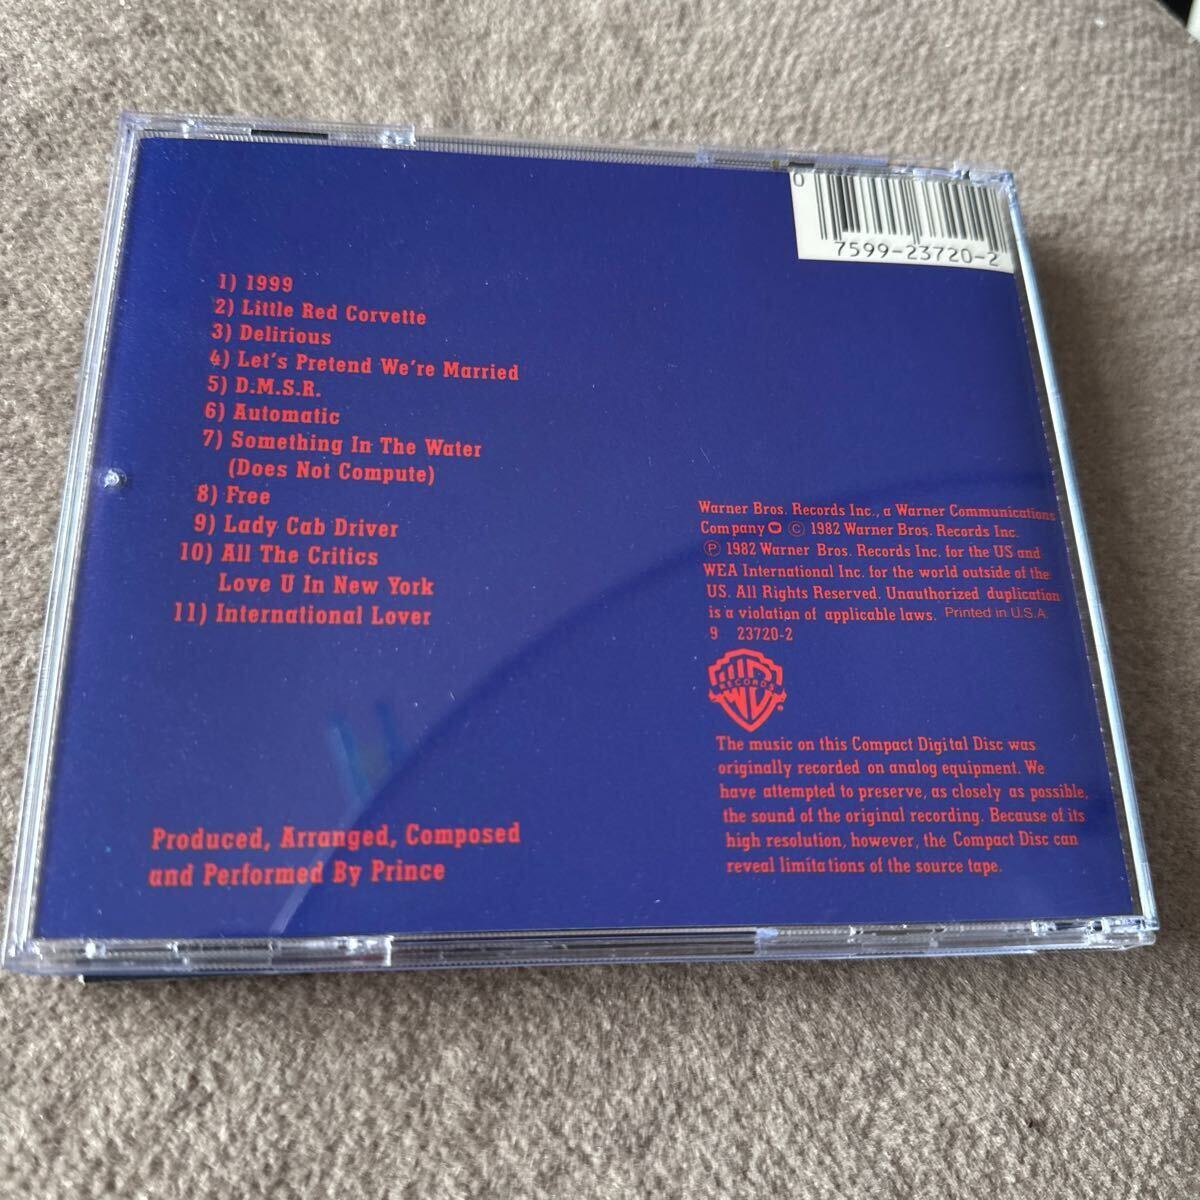 0
7599-23720-2
1) 1999
2) Little Red Corvette
3) Delirious
4) Let's Pretend We're Married
5) D.M.S.R.
6) Automatic
7) Something In The Water
(Does Not Compute)
8) Free
9) Lady Cab Driver
10) All The Critics
Love U In New York
11) International Lover
Produced, Arranged, Composed
and Performed By Prince
Warner Bros. Records Inc., a Warner Communications
Company © 1982 Warner Bros. Records Inc.
℗ 1982 Warner Bros. Records Inc. for the US and
WEA International Inc. for the world outside of the
US. All Rights Reserved. Unauthorized duplication
is a violation of applicable laws. Printed in U.S.A.
9 23720-2
WB
RECORDS
®
The music on this Compact Digital Disc was
originally recorded on analog equipment. We
have attempted to preserve, as closely as possible,
the sound of the original recording. Because of its
high resolution, however, the Compact Disc can
reveal limitations of the source tape.